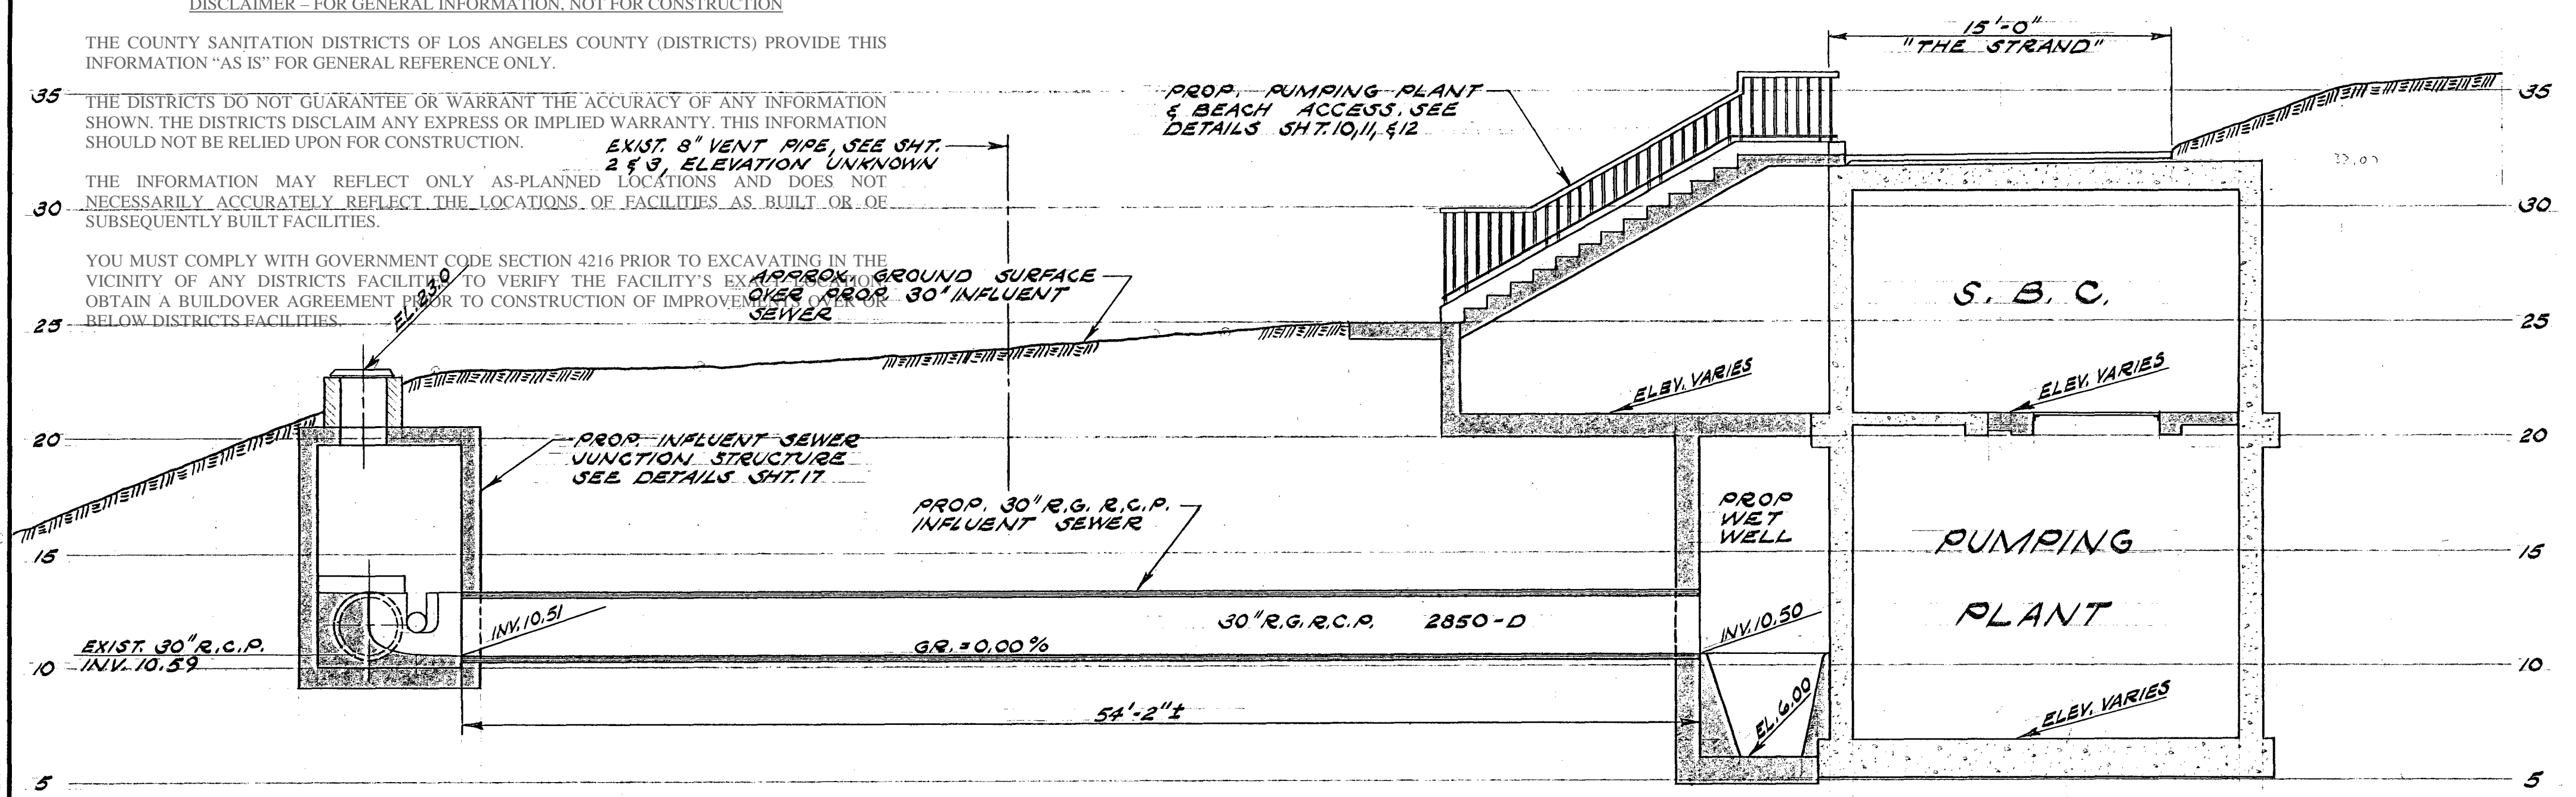 DISCLAIMER – FOR GENERAL INFORMATION, NOT FOR CONSTRUCTION
THE COUNTY SANITATION DISTRICTS OF LOS ANGELES COUNTY (DISTRICTS) PROVIDE THIS
INFORMATION “AS IS” FOR GENERAL REFERENCE ONLY.
THE DISTRICTS DO NOT GUARANTEE OR WARRANT THE ACCURACY OF ANY INFORMATION
SHOWN. THE DISTRICTS DISCLAIM ANY EXPRESS OR IMPLIED WARRANTY. THIS INFORMATION
SHOULD NOT BE RELIED UPON FOR CONSTRUCTION.
THE INFORMATION MAY REFLECT ONLY AS-PLANNED LOCATIONS AND DOES NOT
NECESSARILY ACCURATELY REFLECT THE LOCATIONS OF FACILITIES AS BUILT OR OF
SUBSEQUENTLY BUILT FACILITIES.
YOU MUST COMPLY WITH GOVERNMENT CODE SECTION 4216 PRIOR TO EXCAVATING IN THE
VICINITY OF ANY DISTRICTS FACILITIES TO VERIFY THE FACILITY’S EXACT LOCATION.
OBTAIN A BUILDOVER AGREEMENT PRIOR TO CONSTRUCTION OF IMPROVEMENTS OVER OR
BELOW DISTRICTS FACILITIES.
15'-0"
"THE STRAND"
35
35
PROP. PUMPING PLANT
& BEACH ACCESS. SEE
DETAILS SHT. 10, 11, & 12
EXIST. 8" VENT PIPE, SEE SHT.
2 & 3, ELEVATION UNKNOWN
30
30
EL. 23.0
APPROX. GROUND SURFACE
OVER PROP. 30" INFLUENT
SEWER
S. B. C.
25
25
ELEV. VARIES
ELEV. VARIES
20
20
PROP. INFLUENT SEWER
JUNCTION STRUCTURE
SEE DETAILS SHT. 17
PROP. 30" R.G. R.C.P.
INFLUENT SEWER
PROP
WET
WELL
PUMPING
PLANT
15
15
INV. 10.51
30" R.G.R.C.P. 2850-D
INV. 10.50
EXIST. 30" R.C.P.
INV. 10.59
GR. = 0.00 %
10
10
54'-2"±
EL. 6.00
ELEV. VARIES
5
5